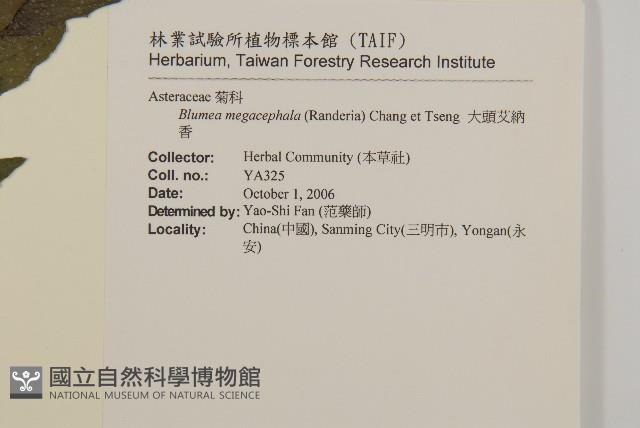 林業試驗所植物標本館 (TAIF)
Herbarium, Taiwan Forestry Research Institute
Asteraceae 菊科
Blumea megacephala (Randeria) Chang et Tseng 大頭艾納
香
Collector: Herbal Community (本草社)
Coll. no.: YA325
Date: October 1, 2006
Determined by: Yao-Shi Fan (范藥師)
Locality: China(中國), Sanming City(三明市), Yongan(永
安)
國立自然科學博物館
NATIONAL MUSEUM OF NATURAL SCIENCE